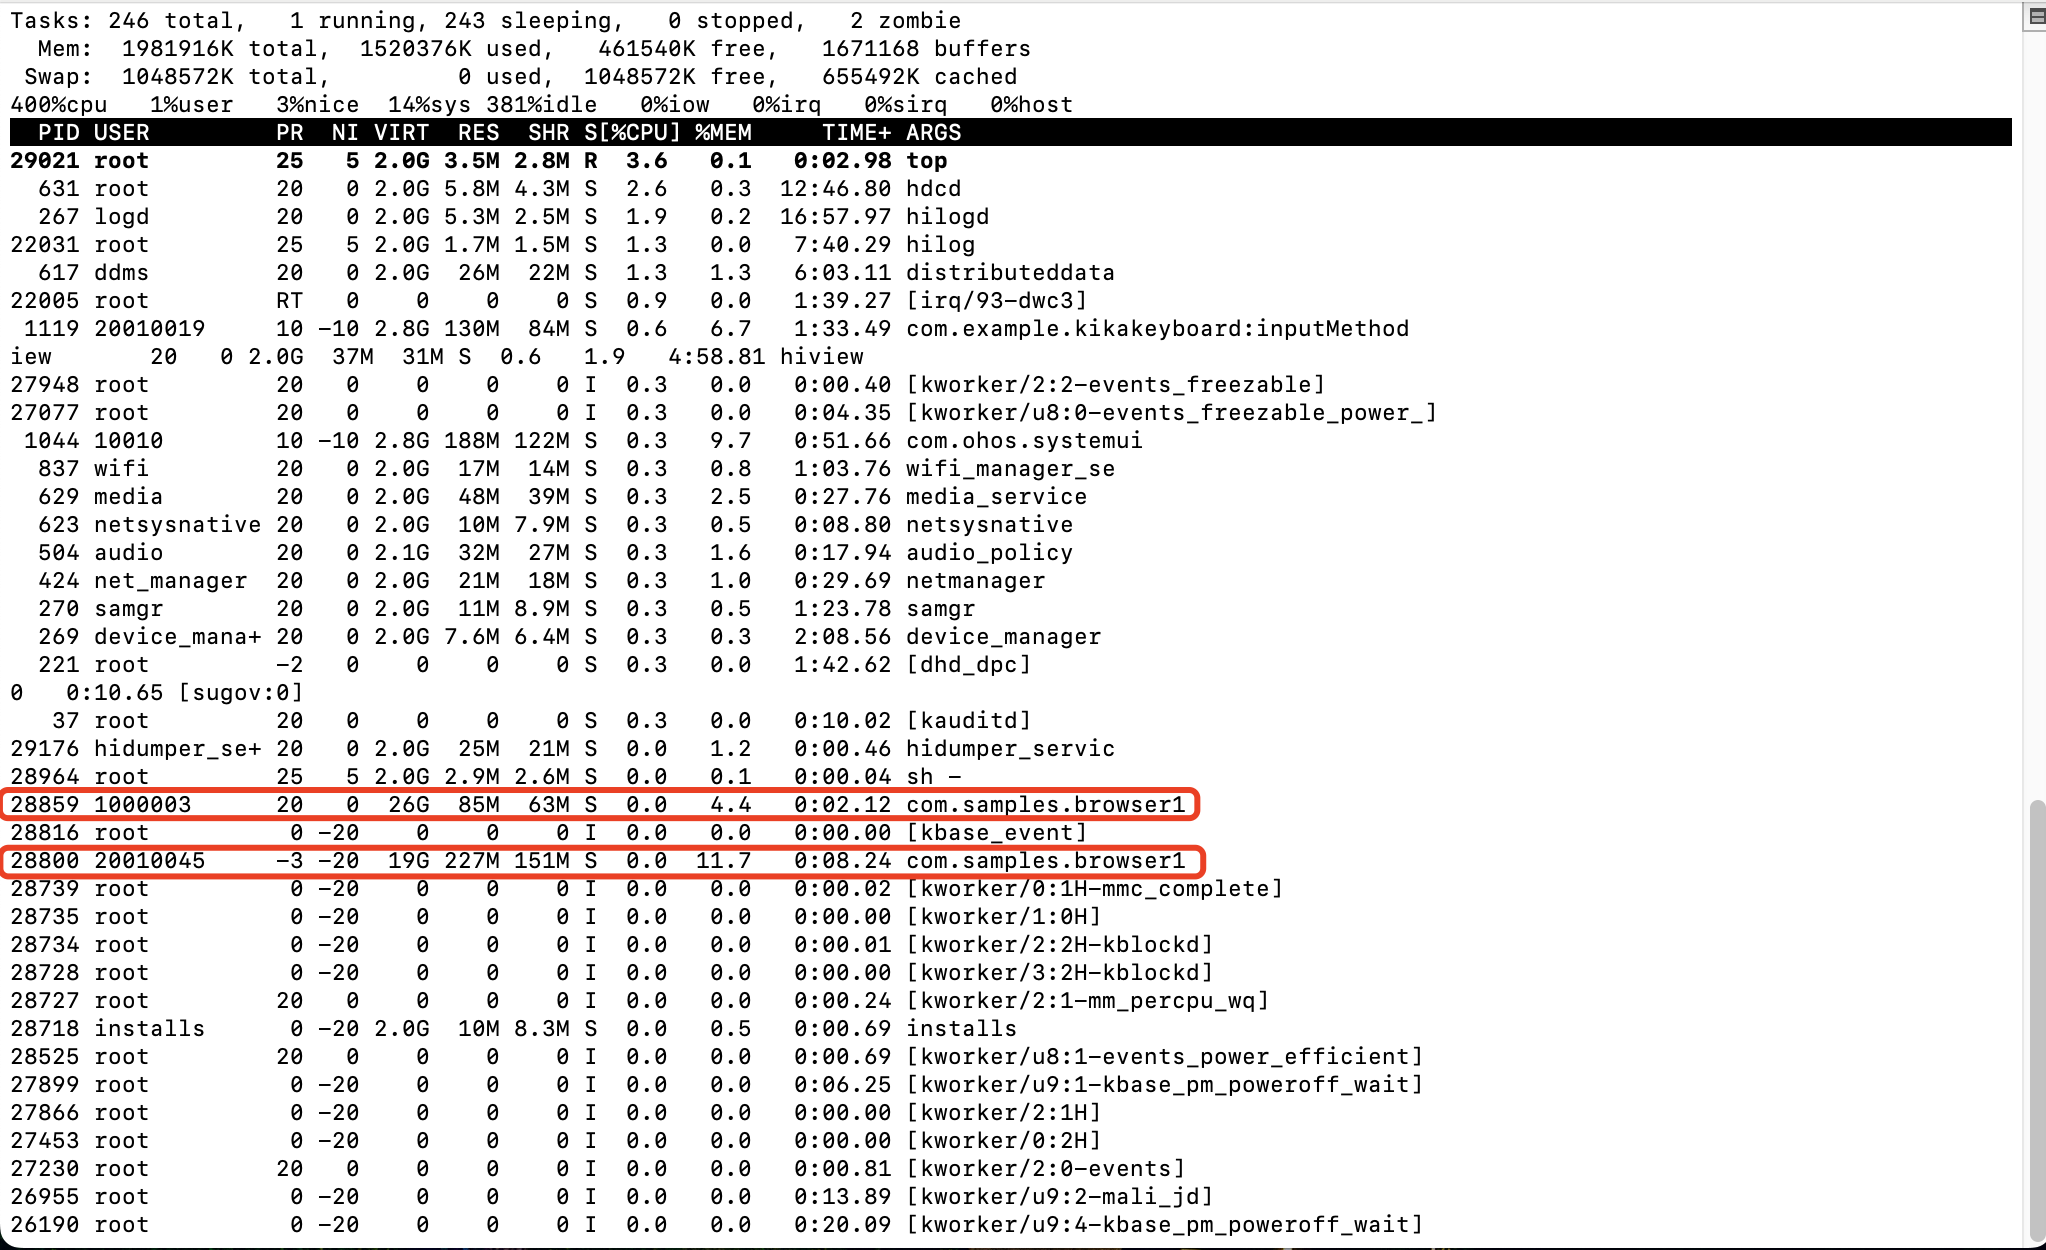 Tasks: 246 total,   1 running, 243 sleeping,   0 stopped,   2 zombie
  Mem:  1981916K total,  1520376K used,   461540K free,   1671168 buffers
 Swap:  1048572K total,         0 used,  1048572K free,   655492K cached
400%cpu   1%user   3%nice  14%sys 381%idle   0%iow   0%irq   0%sirq   0%host
  PID USER         PR  NI VIRT  RES  SHR S[%CPU] %MEM     TIME+ ARGS
29021 root         25   5 2.0G 3.5M 2.8M R  3.6   0.1   0:02.98 top
  631 root         20   0 2.0G 5.8M 4.3M S  2.6   0.3  12:46.80 hdcd
  267 logd         20   0 2.0G 5.3M 2.5M S  1.9   0.2  16:57.97 hilogd
22031 root         25   5 2.0G 1.7M 1.5M S  1.3   0.0   7:40.29 hilog
  617 ddms         20   0 2.0G  26M  22M S  1.3   1.3   6:03.11 distributeddata
22005 root         RT   0    0    0    0 S  0.9   0.0   1:39.27 [irq/93-dwc3]
 1119 20010019     10 -10 2.8G 130M  84M S  0.6   6.7   1:33.49 com.example.kikakeyboard:inputMethod
iew       20   0 2.0G  37M  31M S  0.6   1.9   4:58.81 hiview
27948 root         20   0    0    0    0 I  0.3   0.0   0:00.40 [kworker/2:2-events_freezable]
27077 root         20   0    0    0    0 I  0.3   0.0   0:04.35 [kworker/u8:0-events_freezable_power_]
 1044 10010        10 -10 2.8G 188M 122M S  0.3   9.7   0:51.66 com.ohos.systemui
  837 wifi         20   0 2.0G  17M  14M S  0.3   0.8   1:03.76 wifi_manager_se
  629 media        20   0 2.0G  48M  39M S  0.3   2.5   0:27.76 media_service
  623 netsysnative 20   0 2.0G  10M 7.9M S  0.3   0.5   0:08.80 netsysnative
  504 audio        20   0 2.1G  32M  27M S  0.3   1.6   0:17.94 audio_policy
  424 net_manager  20   0 2.0G  21M  18M S  0.3   1.0   0:29.69 netmanager
  270 samgr        20   0 2.0G  11M 8.9M S  0.3   0.5   1:23.78 samgr
  269 device_mana+ 20   0 2.0G 7.6M 6.4M S  0.3   0.3   2:08.56 device_manager
  221 root         -2   0    0    0    0 S  0.3   0.0   1:42.62 [dhd_dpc]
0   0:10.65 [sugov:0]
   37 root         20   0    0    0    0 S  0.3   0.0   0:10.02 [kauditd]
29176 hidumper_se+ 20   0 2.0G  25M  21M S  0.0   1.2   0:00.46 hidumper_servic
28964 root         25   5 2.0G 2.9M 2.6M S  0.0   0.1   0:00.04 sh -
28859 1000003      20   0  26G  85M  63M S  0.0   4.4   0:02.12 com.samples.browser1
28816 root          0 -20    0    0    0 I  0.0   0.0   0:00.00 [kbase_event]
28800 20010045     -3 -20  19G 227M 151M S  0.0  11.7   0:08.24 com.samples.browser1
28739 root          0 -20    0    0    0 I  0.0   0.0   0:00.02 [kworker/0:1H-mmc_complete]
28735 root          0 -20    0    0    0 I  0.0   0.0   0:00.00 [kworker/1:0H]
28734 root          0 -20    0    0    0 I  0.0   0.0   0:00.01 [kworker/2:2H-kblockd]
28728 root          0 -20    0    0    0 I  0.0   0.0   0:00.00 [kworker/3:2H-kblockd]
28727 root         20   0    0    0    0 I  0.0   0.0   0:00.24 [kworker/2:1-mm_percpu_wq]
28718 installs      0 -20 2.0G  10M 8.3M S  0.0   0.5   0:00.69 installs
28525 root         20   0    0    0    0 I  0.0   0.0   0:00.69 [kworker/u8:1-events_power_efficient]
27899 root          0 -20    0    0    0 I  0.0   0.0   0:06.25 [kworker/u9:1-kbase_pm_poweroff_wait]
27866 root          0 -20    0    0    0 I  0.0   0.0   0:00.00 [kworker/2:1H]
27453 root          0 -20    0    0    0 I  0.0   0.0   0:00.00 [kworker/0:2H]
27230 root         20   0    0    0    0 I  0.0   0.0   0:00.81 [kworker/2:0-events]
26955 root          0 -20    0    0    0 I  0.0   0.0   0:13.89 [kworker/u9:2-mali_jd]
26190 root          0 -20    0    0    0 I  0.0   0.0   0:20.09 [kworker/u9:4-kbase_pm_poweroff_wait]